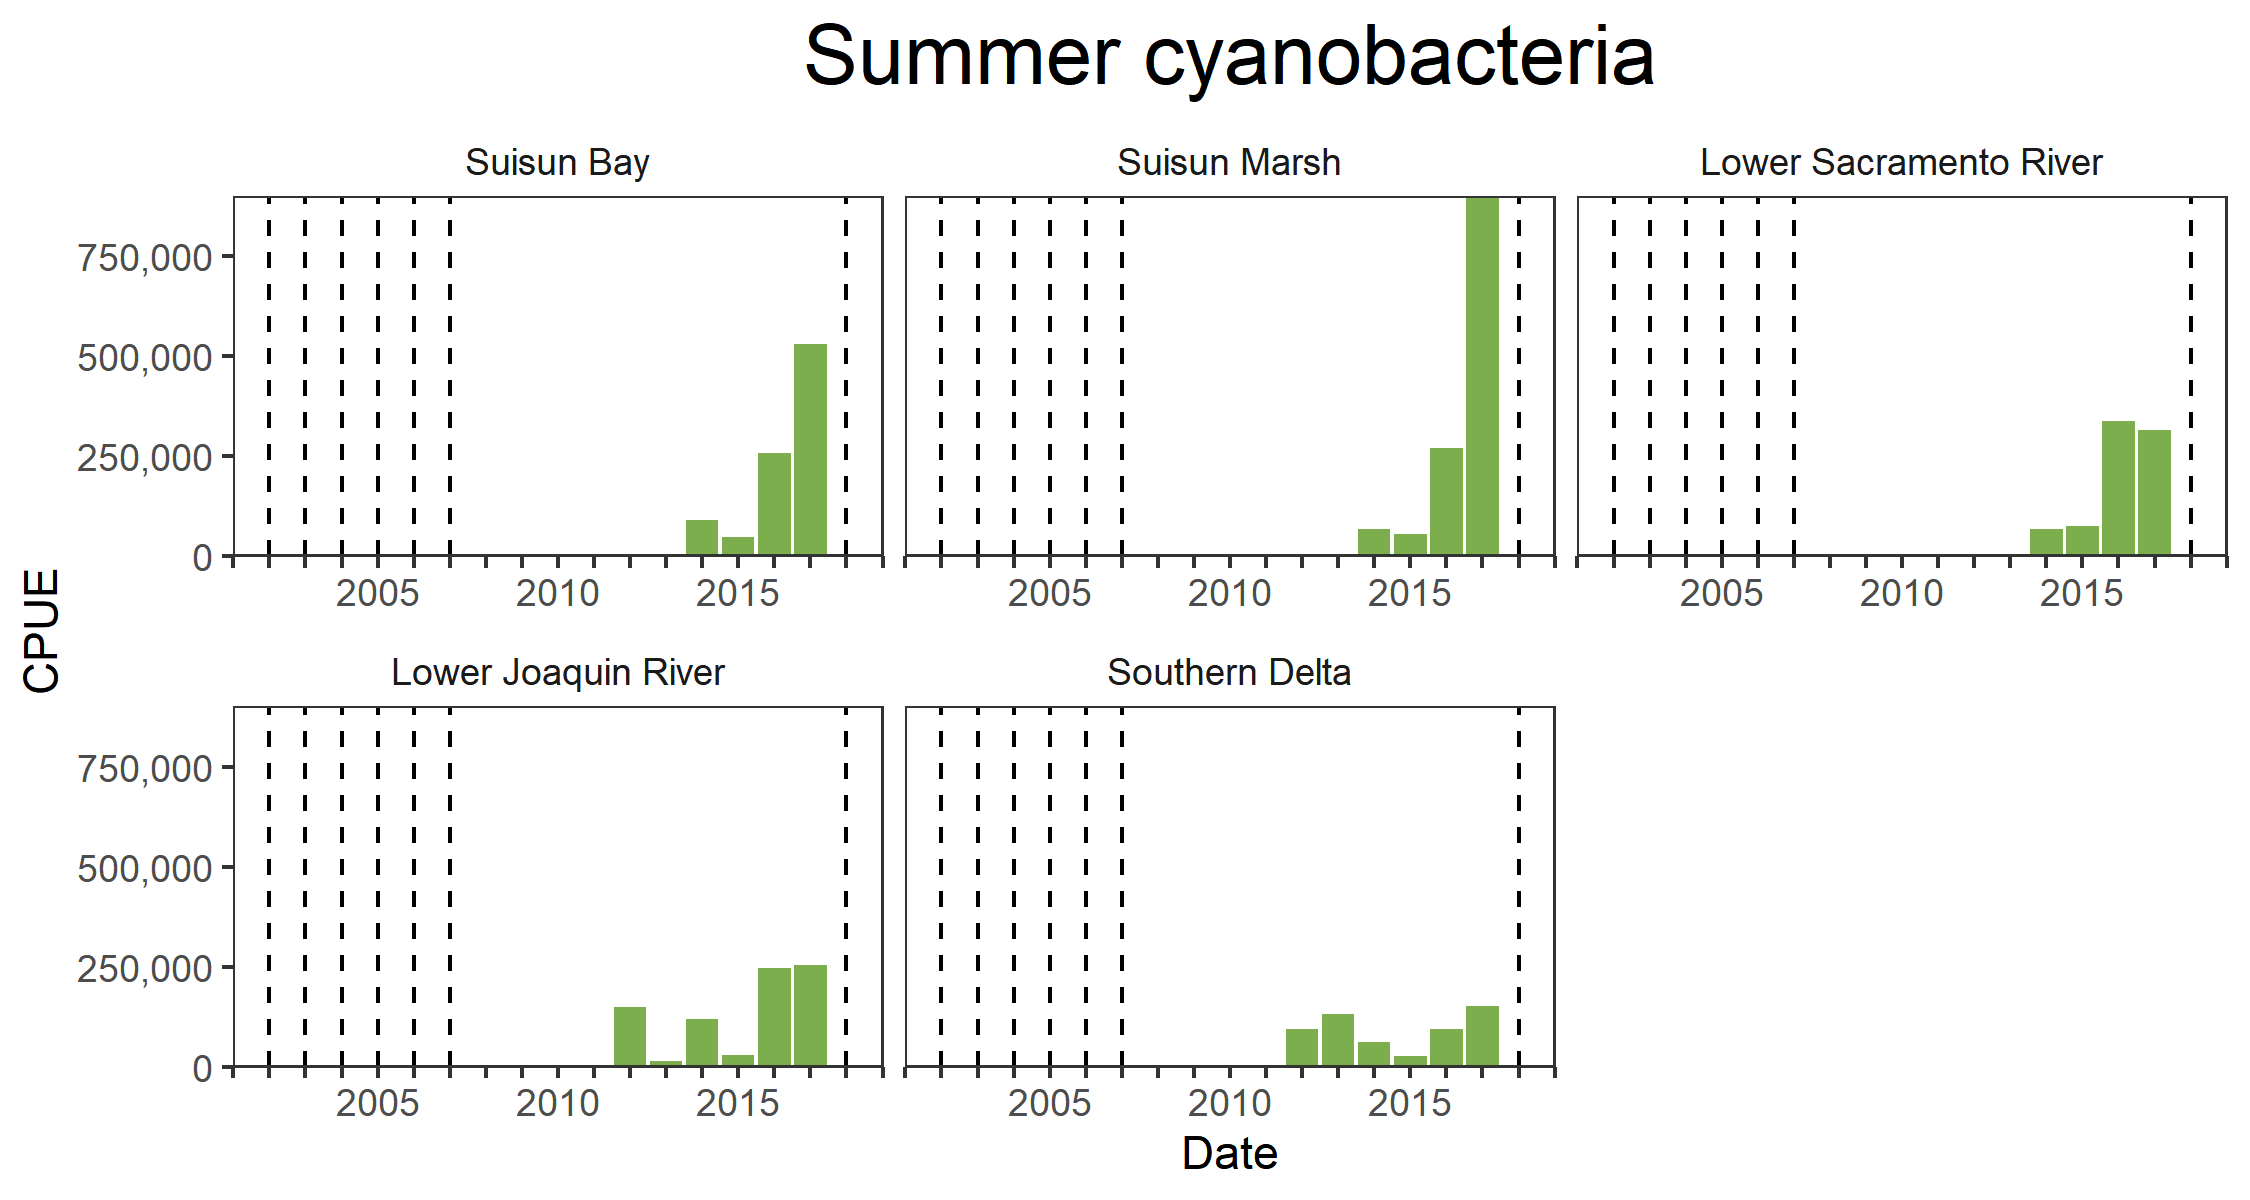 Summer cyanobacteria
Suisun Bay
Suisun Marsh
Lower Sacramento River
750,000
500,000
250,000
0
2005 2010 2015
2005 2010 2015
2005 2010 2015
CPUE
Lower Joaquin River
Southern Delta
750,000
500,000
250,000
0
2005 2010 2015
2005 2010 2015
Date